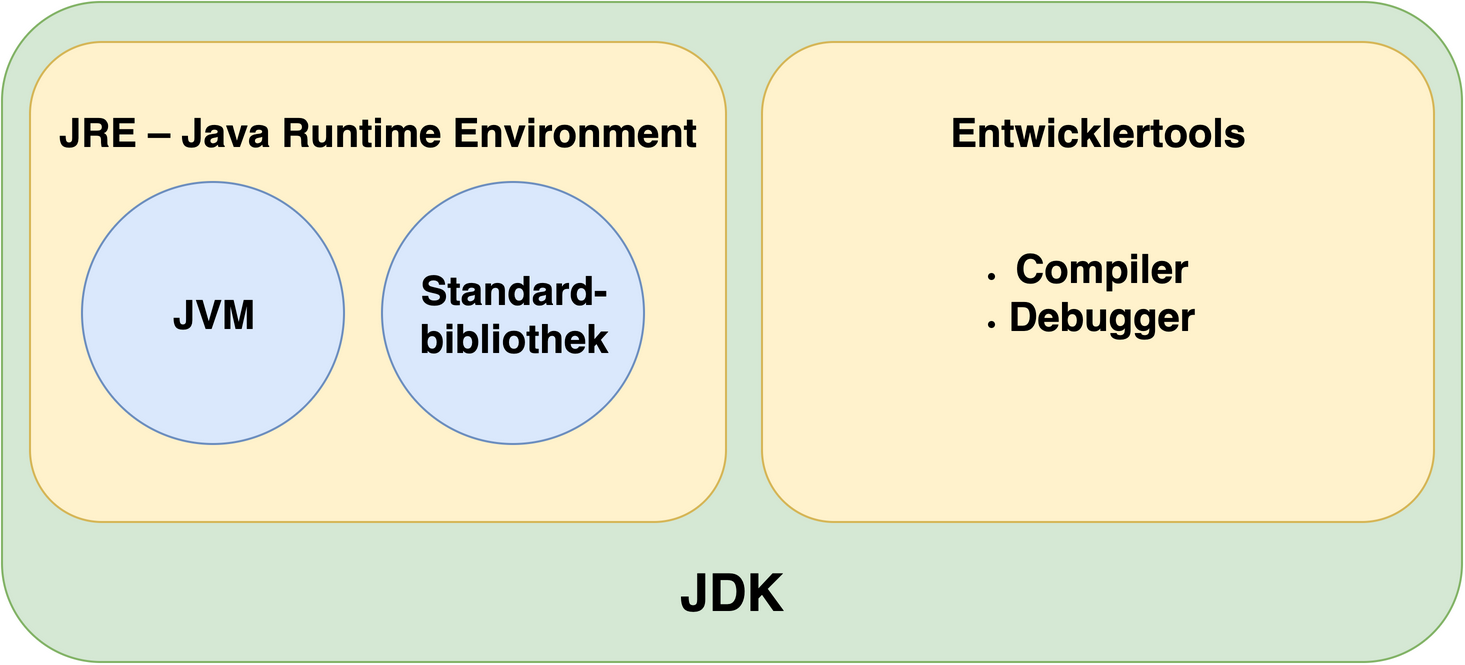 JRE – Java Runtime Environment
JVM
Standard-
bibliothek
Entwicklertools
• Compiler
• Debugger
JDK